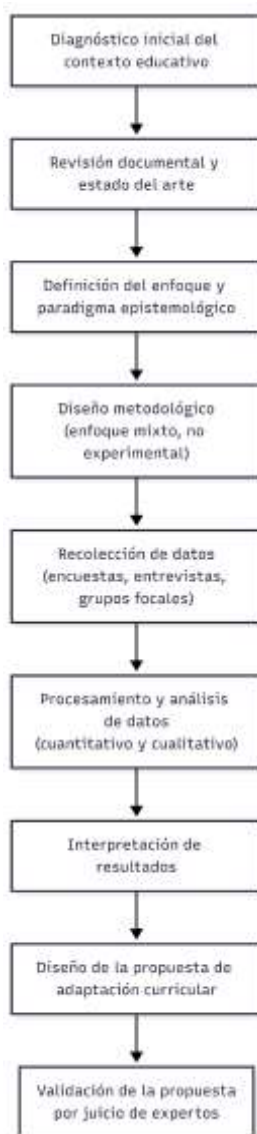 Diagnóstico inicial del
contexto educativo
Revisión documental y
estado del arte
Definición del enfoque y
paradigma epistemológico
Diseño metodológico
(enfoque mixto, no
experimental)
Recolección de datos
(encuestas, entrevistas,
grupos focales)
Procesamiento y análisis
de datos
(cuantitativo y cualitativo)
Interpretación de
resultados
Diseño de la propuesta de
adaptación curricular
Validación de la propuesta
por juicio de expertos